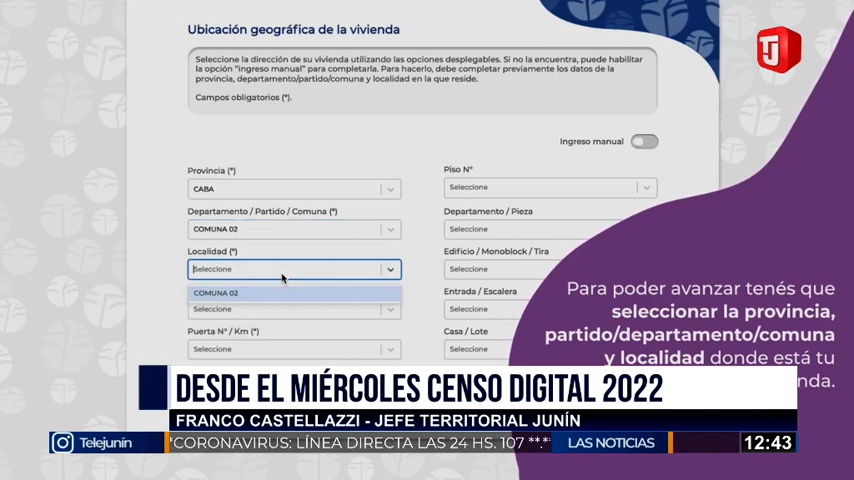 Ubicación geográfica de la vivienda
Seleccione la dirección de su vivienda utilizando las opciones desplegables. Si no la encuentra, puede habilitar
la opción "ingreso manual" para completarla. Para hacerlo, debe completar previamente los datos de la
provincia, departamento/partido/comuna y localidad en la que reside.
Campos obligatorios (*).
TJ
Ingreso manual
Provincia (*)
CABA
Piso N°
Seleccione
Departamento / Partido / Comuna (*)
COMUNA 02
Departamento / Pieza
Seleccione
Localidad (*)
Seleccione
Edificio / Monoblock / Tira
Seleccione
COMUNA 02
Seleccione
Entrada / Escalera
Seleccione
Puerta N° / Km (*)
Seleccione
Casa / Lote
Seleccione
Para poder avanzar tenés que
seleccionar la provincia,
partido/departamento/comuna
y localidad donde está tu
DESDE EL MIÉRCOLES CENSO DIGITAL 2022
FRANCO CASTELLAZZI - JEFE TERRITORIAL JUNÍN
Telejunín
*CORONAVIRUS: LÍNEA DIRECTA LAS 24 HS. 107 **.*
LAS NOTICIAS
12:43